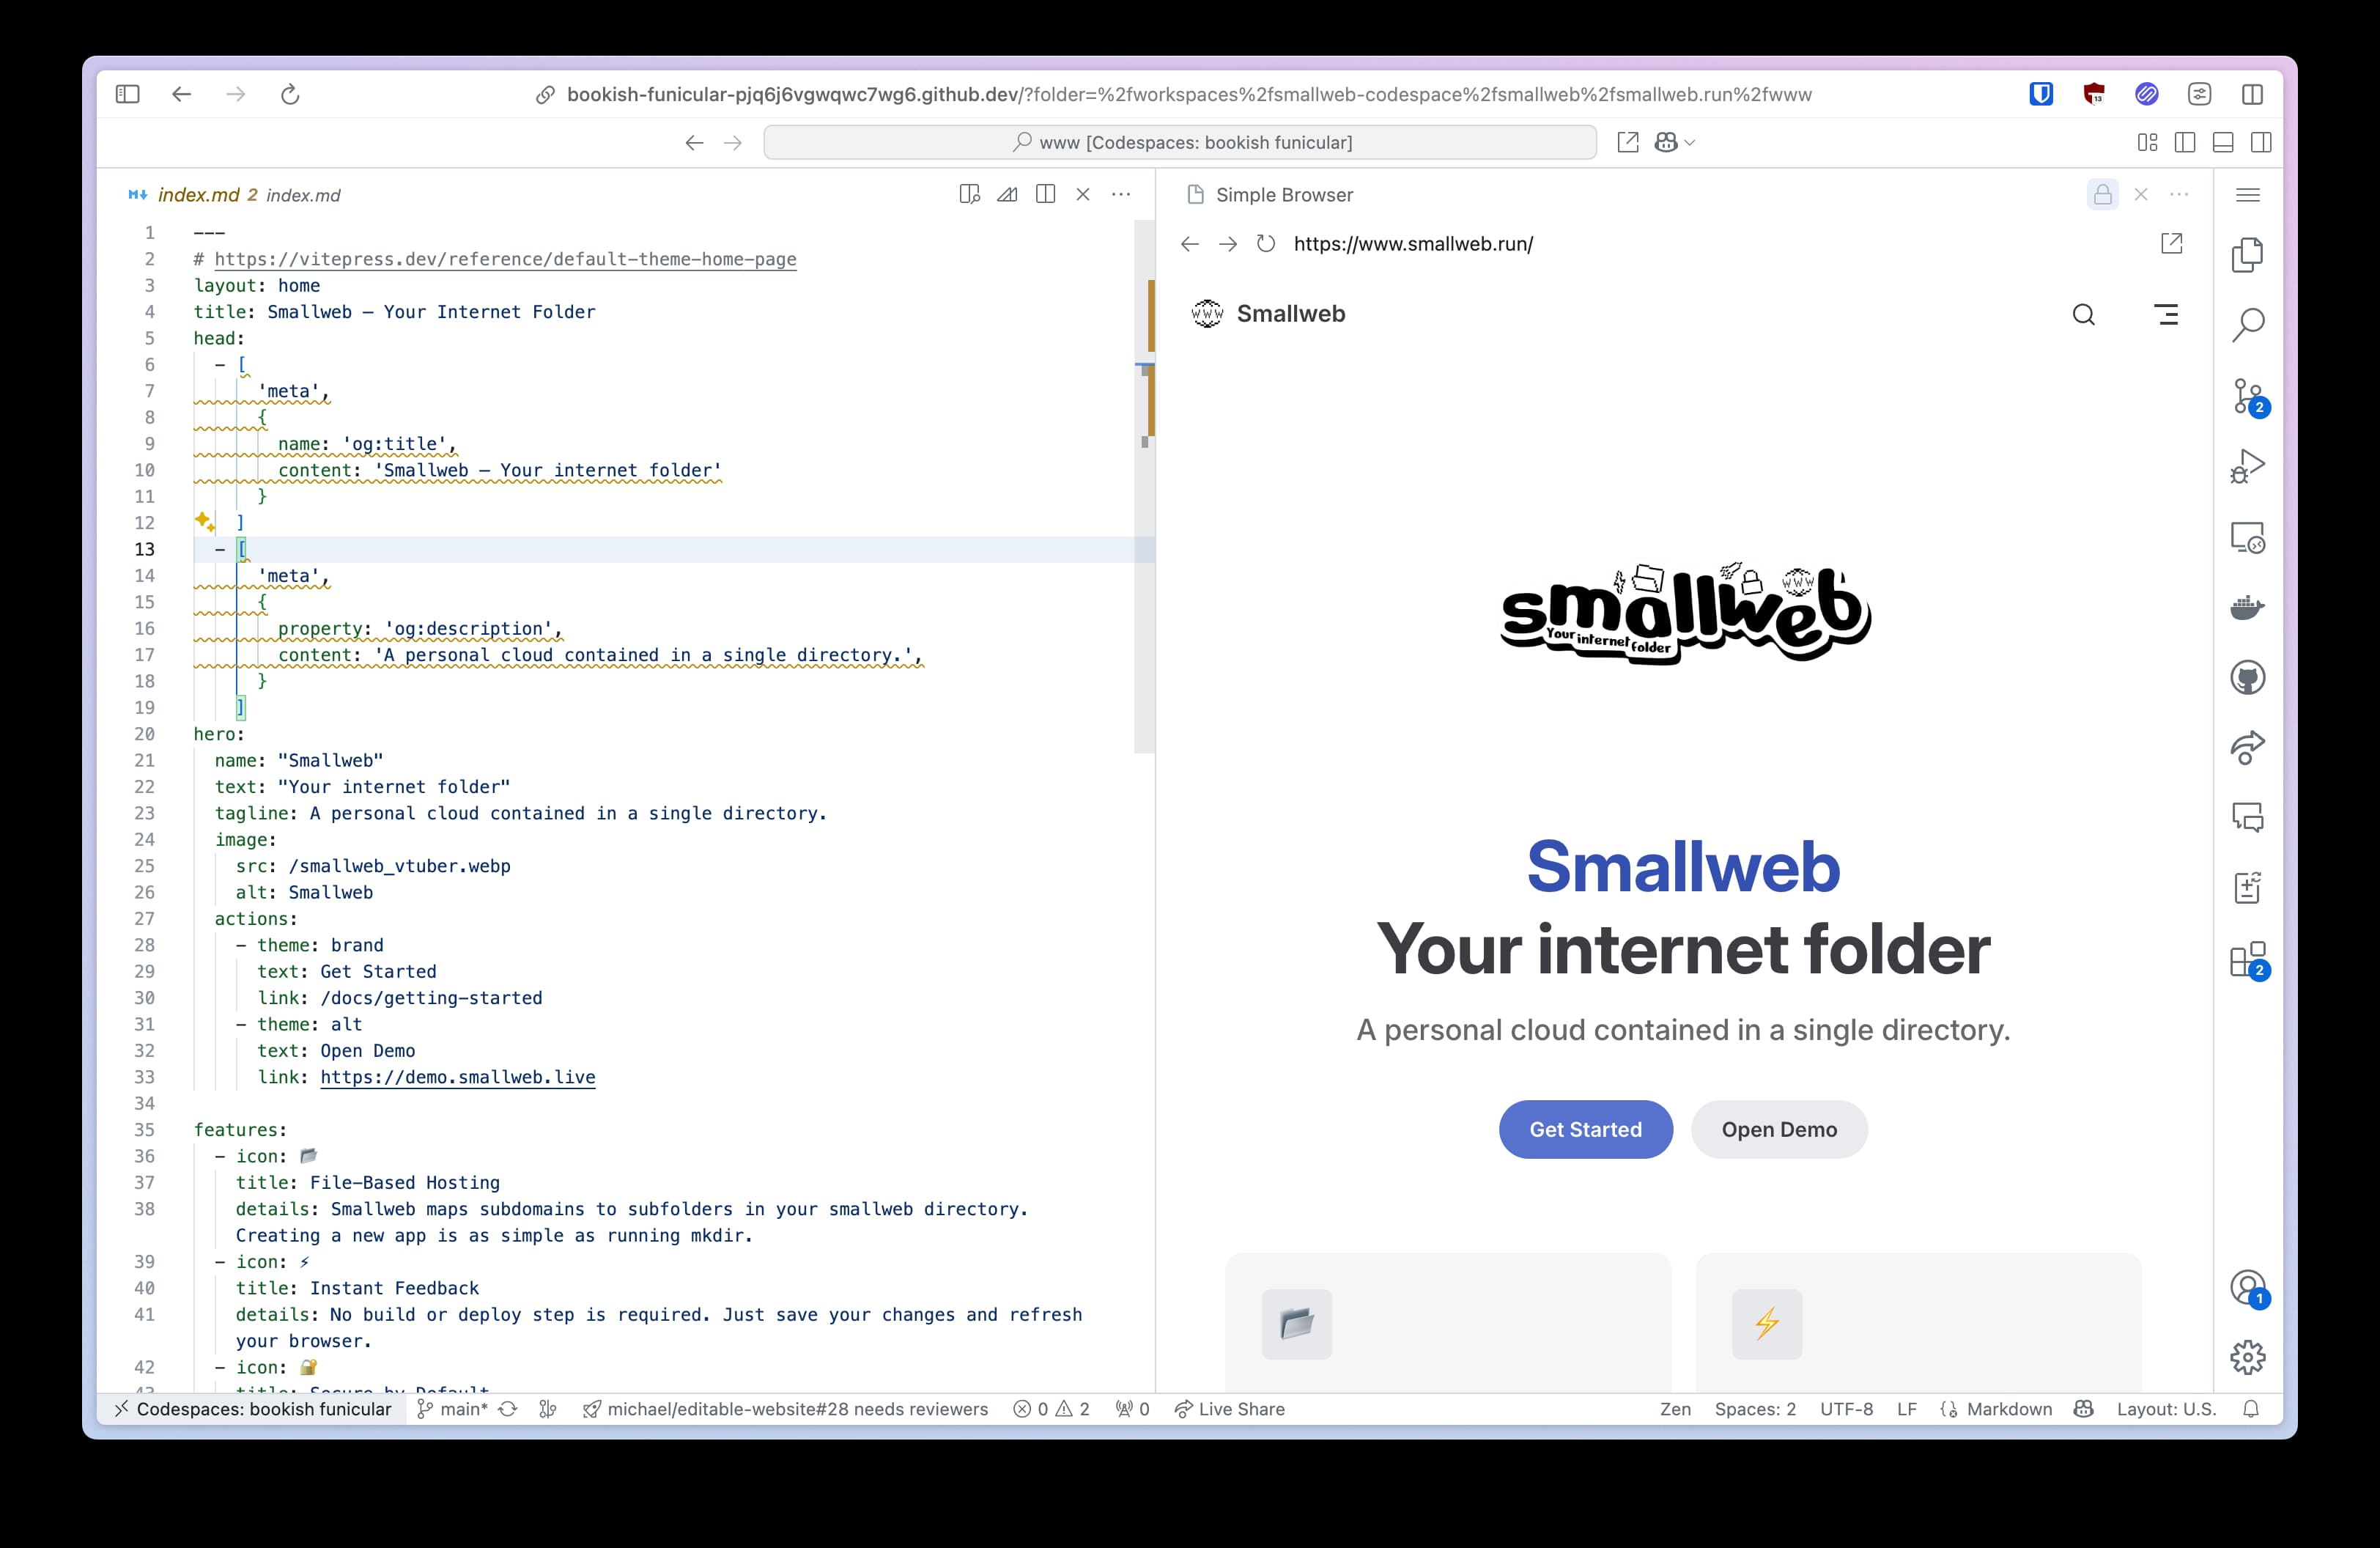 bookish-funicular-pjq6j6vgwqwc7wg6.github.dev/?folder=%2fworkspaces%2fsmallweb-codespace%2fsmallweb%2fsmallweb.run%2fwww
13
www [Codespaces: bookish funicular]
index.md 2 index.md
1 ---
2 # https://vitepress.dev/reference/default-theme-home-page
3 layout: home
4 title: Smallweb – Your Internet Folder
5 head:
6 - [
7 'meta',
8 {
9 name: 'og:title',
10 content: 'Smallweb – Your internet folder'
11 }
12 ]
13 - [
14 'meta',
15 {
16 property: 'og:description',
17 content: 'A personal cloud contained in a single directory.',
18 }
19 ]
20 hero:
21 name: "Smallweb"
22 text: "Your internet folder"
23 tagline: A personal cloud contained in a single directory.
24 image:
25 src: /smallweb_vtuber.webp
26 alt: Smallweb
27 actions:
28 - theme: brand
29 text: Get Started
30 link: /docs/getting-started
31 - theme: alt
32 text: Open Demo
33 link: https://demo.smallweb.live
34
35 features:
36 - icon: 📂
37 title: File-Based Hosting
38 details: Smallweb maps subdomains to subfolders in your smallweb directory.
Creating a new app is as simple as running mkdir.
39 - icon: ⚡
40 title: Instant Feedback
41 details: No build or deploy step is required. Just save your changes and refresh
your browser.
42 - icon: 🔐
43 title: Secure by Default
Simple Browser
https://www.smallweb.run/
www Smallweb
www
smallweb
Your internet folder
Smallweb
Your internet folder
A personal cloud contained in a single directory.
Get Started
Open Demo
2
2
1
Codespaces: bookish funicular main* michael/editable-website#28 needs reviewers 0 2 0 Live Share
Zen Spaces: 2 UTF-8 LF Markdown Layout: U.S.